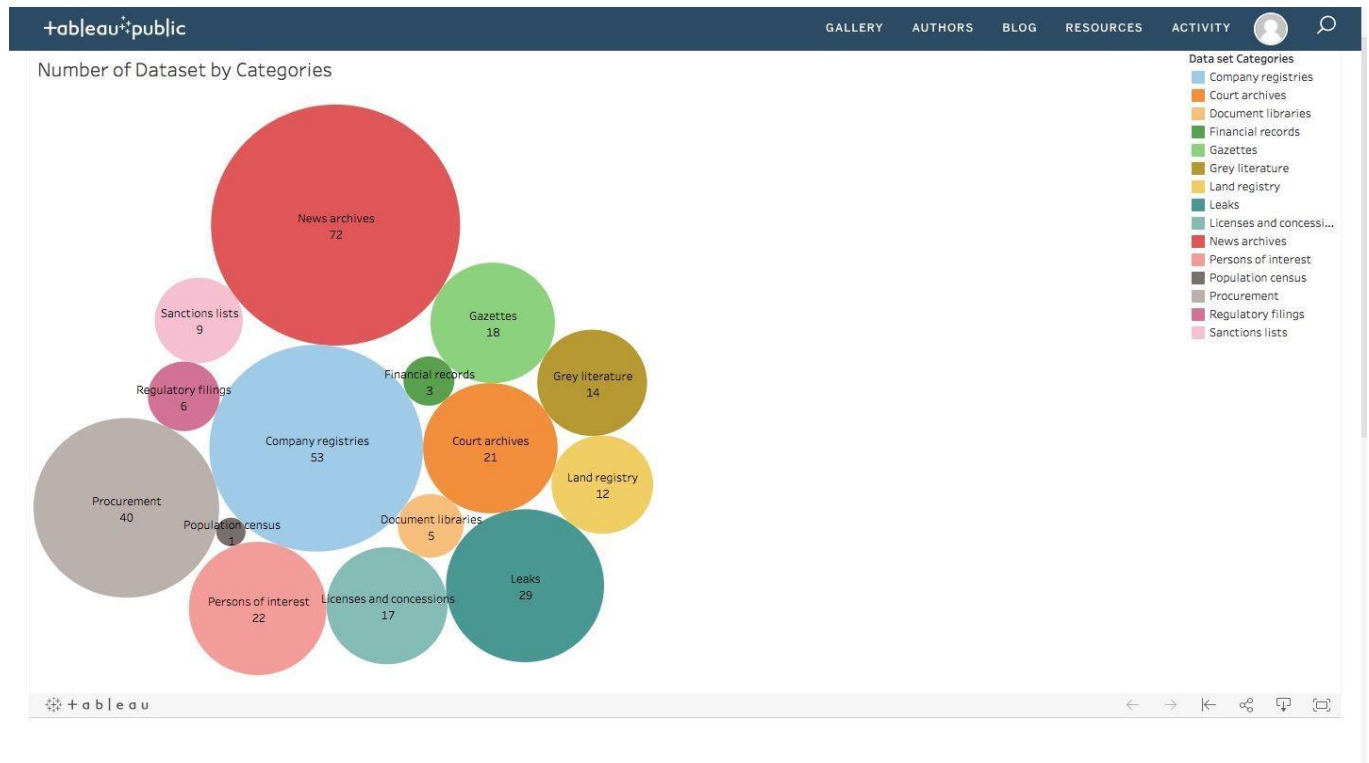 +ableau public
GALLERY AUTHORS BLOG RESOURCES ACTIVITY
Number of Dataset by Categories
News archives
72
Sanctions lists
9
Gazettes
18
Financial records
3
Grey literature
14
Regulatory filings
6
Company registries
53
Court archives
21
Land registry
12
Procurement
40
Population census
1
Document libraries
5
Leaks
29
Persons of interest
22
Licenses and concessions
17
Data set Categories
Company registries
Court archives
Document libraries
Financial records
Gazettes
Grey literature
Land registry
Leaks
Licenses and concessi...
News archives
Persons of interest
Population census
Procurement
Regulatory filings
Sanctions lists
+ableau